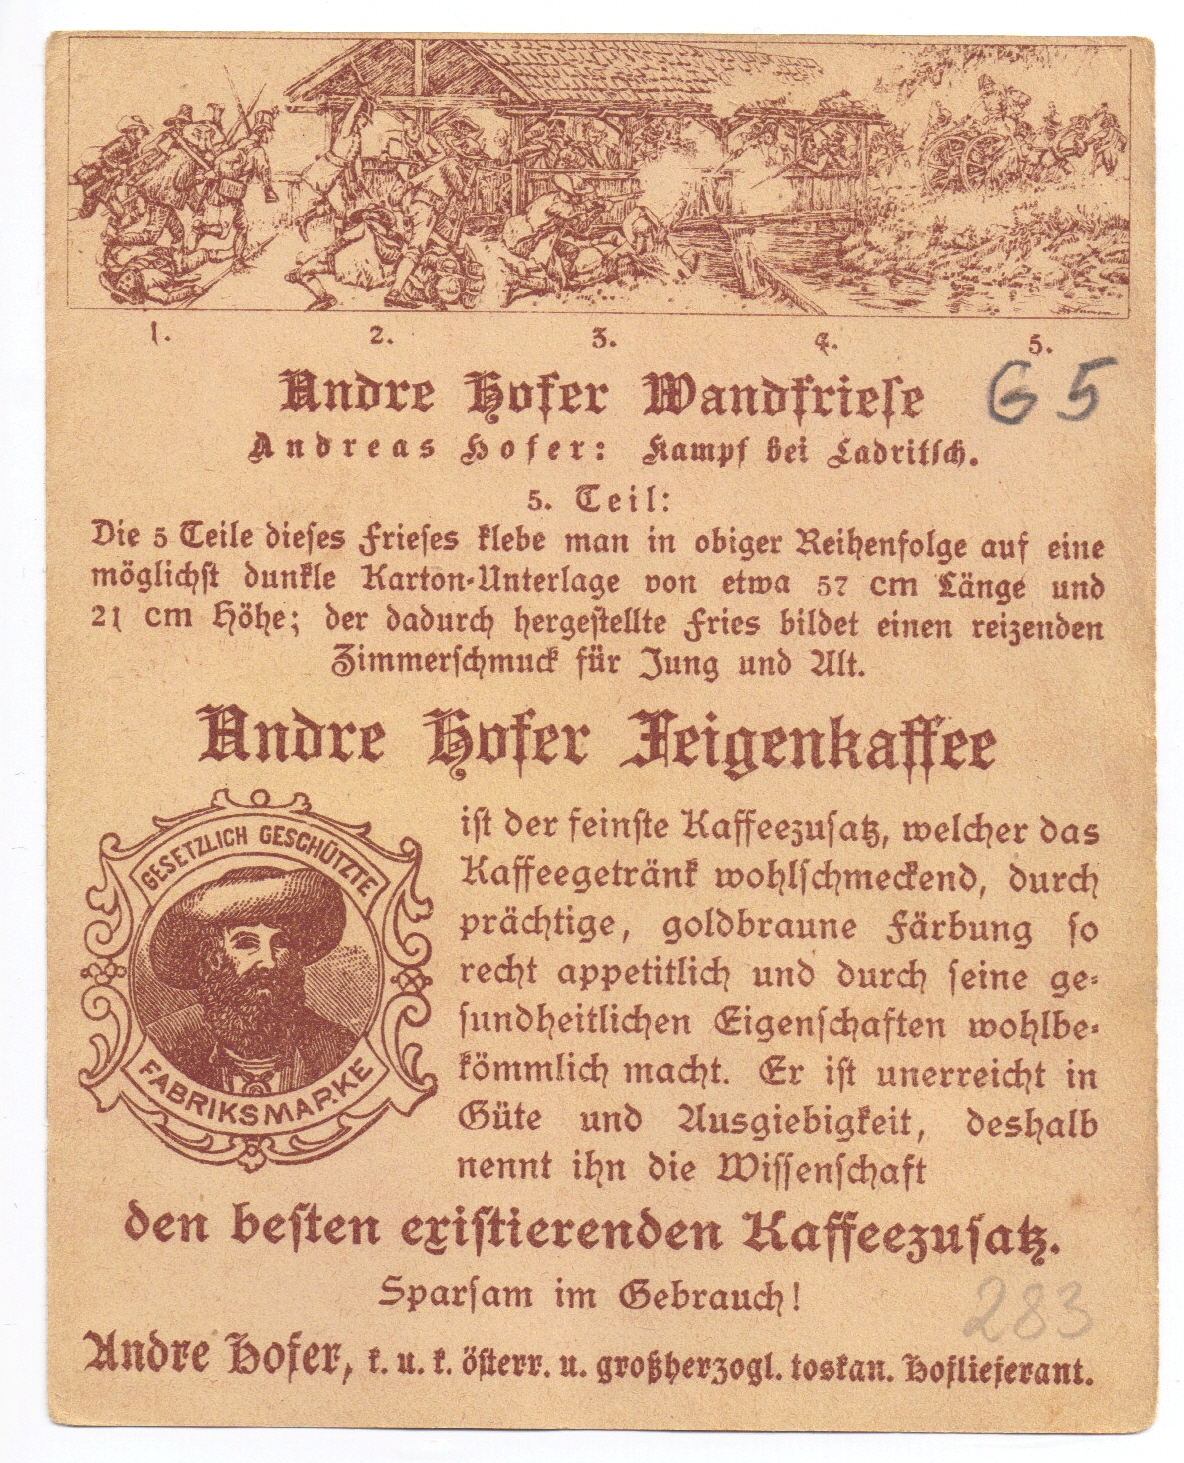 1. 2. 3. 4. 5.
Andre Hofer Wandfriese
G 5
Andreas Hofer: Kampf bei Ladritsch.
5. Teil:
Die 5 Teile dieses Frieses klebe man in obiger Reihenfolge auf eine
möglichst dunkle Karton-Unterlage von etwa 57 cm Länge und
21 cm Höhe; der dadurch hergestellte Fries bildet einen reizenden
Zimmerschmuck für Jung und Alt.
Andre Hofer Feigenkaffee
GESETZLICH GESCHÜTZTE
FABRIKSMARKE
ist der feinste Kaffeezusatz, welcher das
Kaffeegetränk wohlschmeckend, durch
prächtige, goldbraune Färbung so
recht appetitlich und durch seine ge-
sundheitlichen Eigenschaften wohlbe-
kömmlich macht. Er ist unerreicht in
Güte und Ausgiebigkeit, deshalb
nennt ihn die Wissenschaft
den besten existierenden Kaffeezusatz.
Sparsam im Gebrauch!
283
Andre Hofer, k. u. k. österr. u. großherzogl. toskan. Hoflieferant.